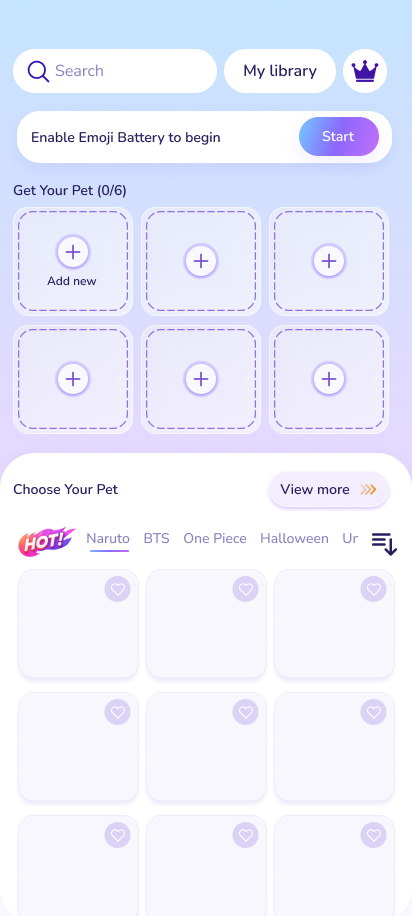 Search
My library
Enable Emoji Battery to begin
Start
Get Your Pet (0/6)
Add new
Choose Your Pet
View more
HOT!
Naruto
BTS
One Piece
Halloween
Ur